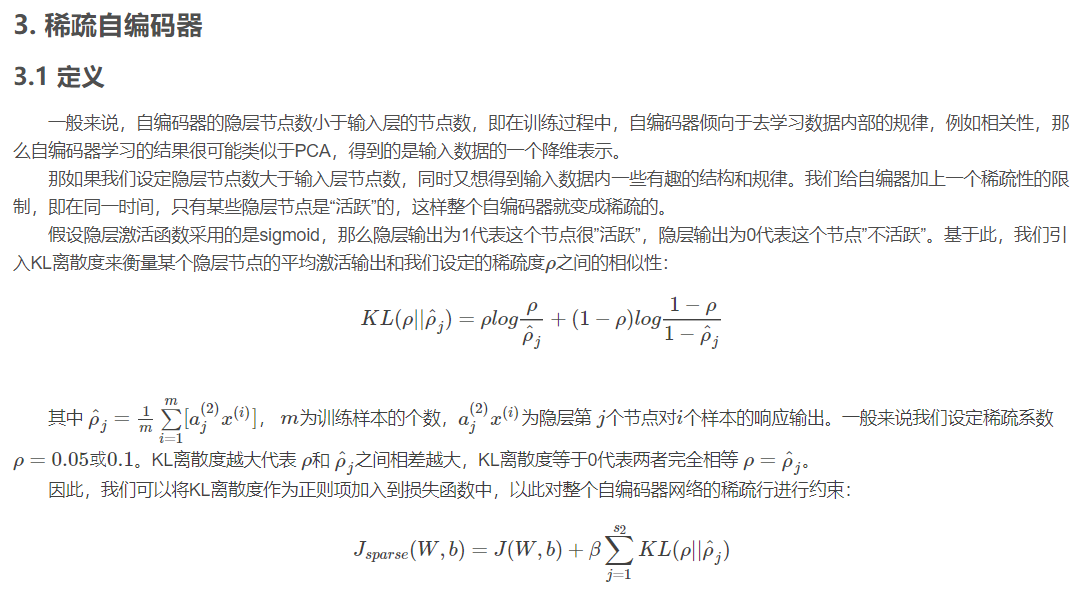 3. 稀疏自编码器
3.1 定义
一般来说，自编码器的隐层节点数小于输入层的节点数，即在训练过程中，自编码器倾向于去学习数据内部的规律，例如相关性，那
么自编码器学习的结果很可能类似于PCA，得到的是输入数据的一个降维表示。
那如果我们设定隐层节点数大于输入层节点数，同时又想得到输入数据内一些有趣的结构和规律。我们给自编器加上一个稀疏性的限
制，即在同一时间，只有某些隐层节点是“活跃”的，这样整个自编码器就变成稀疏的。
假设隐层激活函数采用的是sigmoid，那么隐层输出为1代表这个节点很”活跃”，隐层输出为0代表这个节点”不活跃”。基于此，我们引
入KL离散度来衡量某个隐层节点的平均激活输出和我们设定的稀疏度ρ之间的相似性：
$KL(\rho||\hat{\rho}_j) = \rho log\frac{\rho}{\hat{\rho}_j} + (1-\rho)log\frac{1-\rho}{1-\hat{\rho}_j}$
其中 $\hat{\rho}_j = \frac{1}{m}\sum_{i=1}^{m}[a_j^{(2)}x^{(i)}]$， $m$为训练样本的个数，$a_j^{(2)}x^{(i)}$为隐层第 $j$个节点对$i$个样本的响应输出。一般来说我们设定稀疏系数
$\rho = 0.05$或$0.1$。KL离散度越大代表 $\rho$和 $\hat{\rho}_j$之间相差越大，KL离散度等于0代表两者完全相等 $\rho = \hat{\rho}_j$。
因此，我们可以将KL离散度作为正则项加入到损失函数中，以此对整个自编码器网络的稀疏行进行约束：
$J_{sparse}(W,b) = J(W,b) + \beta\sum_{j=1}^{s_2}KL(\rho||\hat{\rho}_j)$